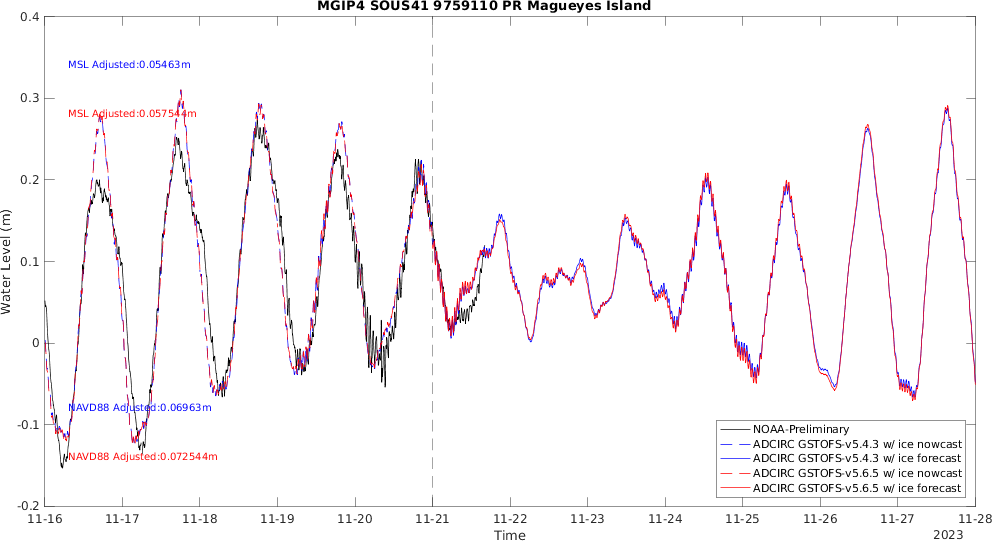 MGIP4 SOUS41 9759110 PR Magueyes Island
0.4
0.3
0.2
0.1
0
-0.1
-0.2
Water Level (m)
MSL Adjusted:0.05463m
MSL Adjusted:0.057544m
NAVD88 Adjusted:0.06963m
NAVD88 Adjusted:0.072544m
NOAA-Preliminary
ADCIRC GSTOFS-v5.4.3 w/ ice nowcast
ADCIRC GSTOFS-v5.4.3 w/ ice forecast
ADCIRC GSTOFS-v5.6.5 w/ ice nowcast
ADCIRC GSTOFS-v5.6.5 w/ ice forecast
11-16 11-17 11-18 11-19 11-20 11-21 11-22 11-23 11-24 11-25 11-26 11-27 11-28
Time
2023